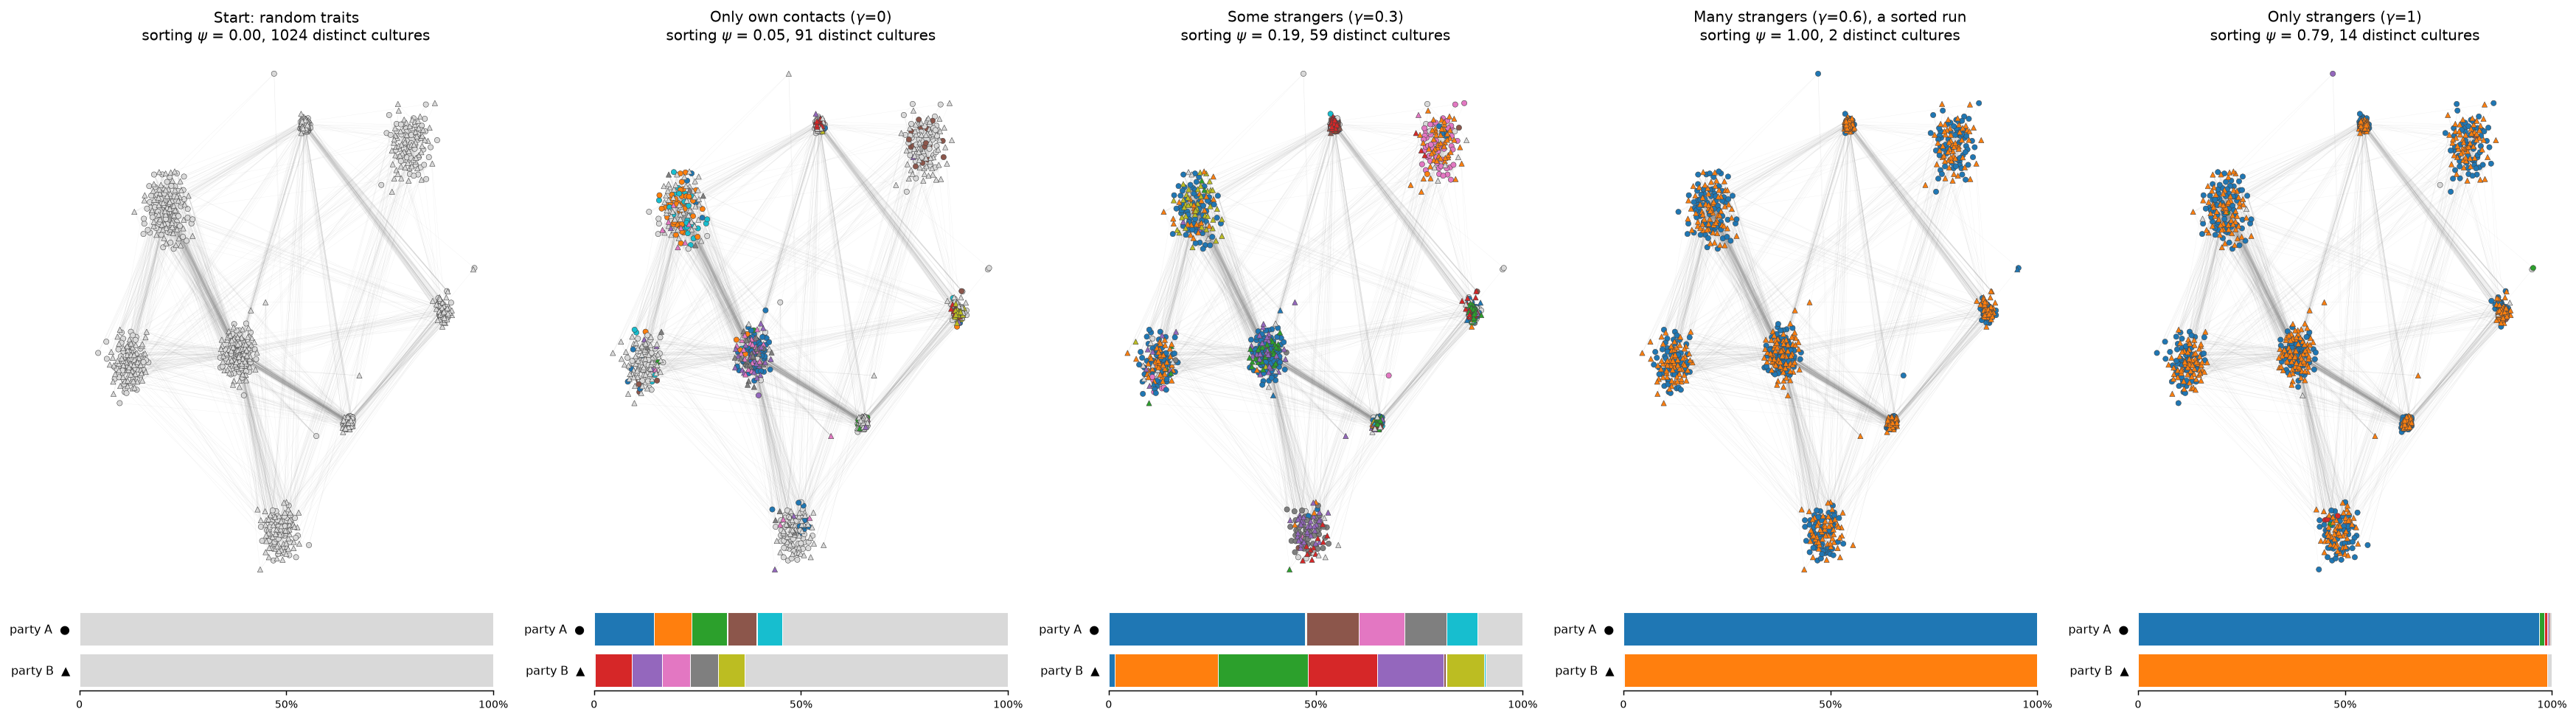 Start: random traits
sorting ψ = 0.00, 1024 distinct cultures
Only own contacts (γ=0)
sorting ψ = 0.05, 91 distinct cultures
Some strangers (γ=0.3)
sorting ψ = 0.19, 59 distinct cultures
Many strangers (γ=0.6), a sorted run
sorting ψ = 1.00, 2 distinct cultures
Only strangers (γ=1)
sorting ψ = 0.79, 14 distinct cultures
party A ●
party B ▲
0 50% 100%
party A ●
party B ▲
0 50% 100%
party A ●
party B ▲
0 50% 100%
party A ●
party B ▲
0 50% 100%
party A ●
party B ▲
0 50% 100%